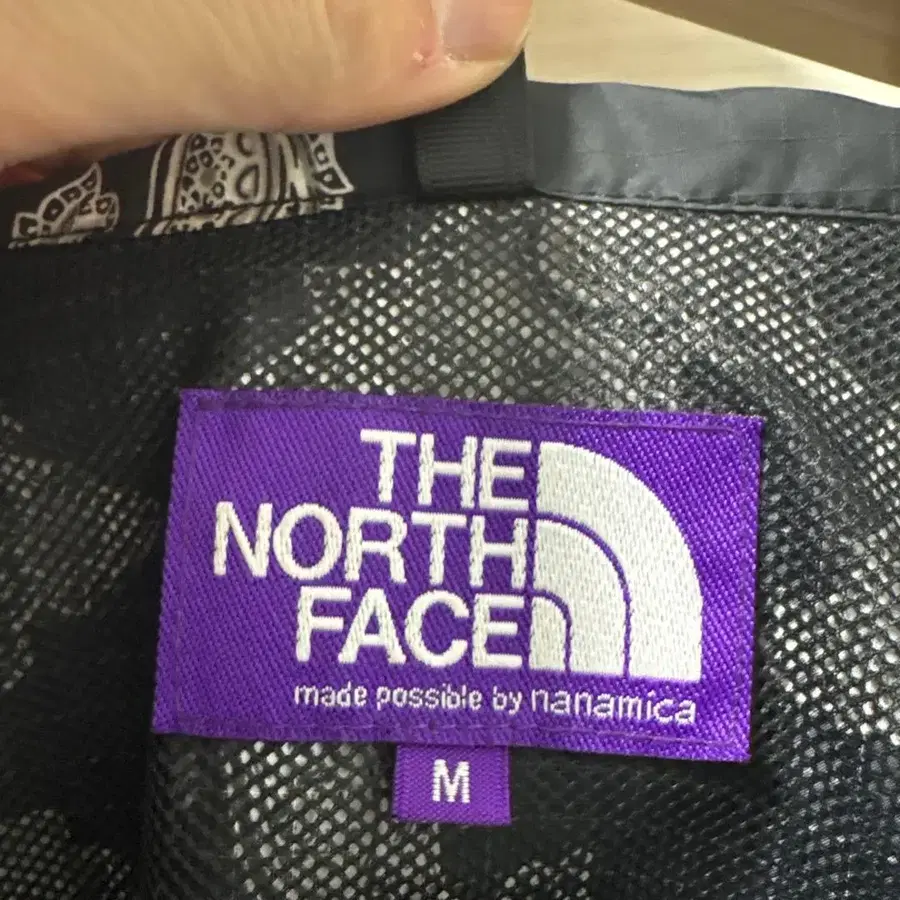 THE
NORTH
FACE
made possible by nanamica
M